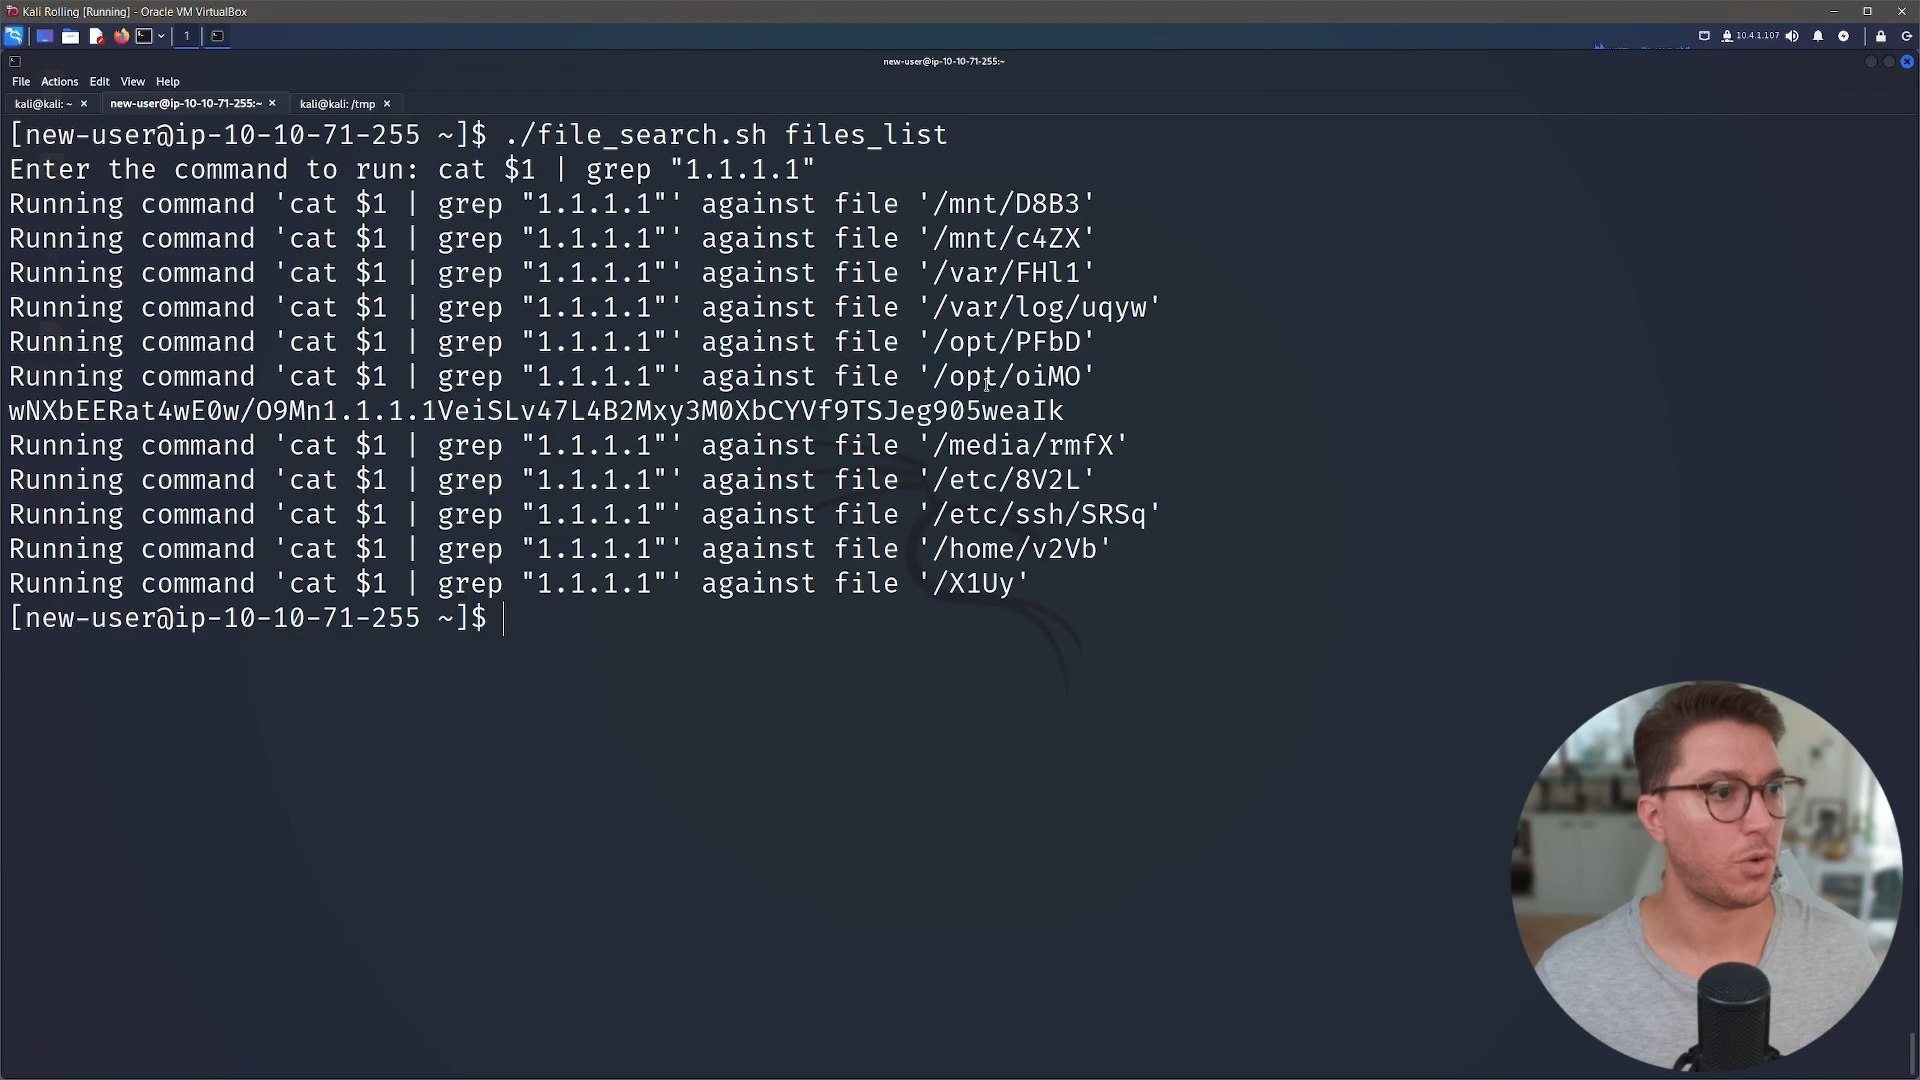 Kali Rolling [Running] - Oracle VM VirtualBox
1
10.4.1.107
new-user@ip-10-10-71-255:~
File Actions Edit View Help
kali@kali: ~ × new-user@ip-10-10-71-255:~ × kali@kali: /tmp ×
[new-user@ip-10-10-71-255 ~]$ ./file_search.sh files_list
Enter the command to run: cat $1 | grep "1.1.1.1"
Running command 'cat $1 | grep "1.1.1.1"' against file '/mnt/D8B3'
Running command 'cat $1 | grep "1.1.1.1"' against file '/mnt/c4ZX'
Running command 'cat $1 | grep "1.1.1.1"' against file '/var/FHl1'
Running command 'cat $1 | grep "1.1.1.1"' against file '/var/log/uqyw'
Running command 'cat $1 | grep "1.1.1.1"' against file '/opt/PFbD'
Running command 'cat $1 | grep "1.1.1.1"' against file '/opt/oiMO'
wNXbEERat4wE0w/O9Mn1.1.1.1VeiSLv47L4B2Mxy3M0XbCYVf9TSJeg905weaIk
Running command 'cat $1 | grep "1.1.1.1"' against file '/media/rmfX'
Running command 'cat $1 | grep "1.1.1.1"' against file '/etc/8V2L'
Running command 'cat $1 | grep "1.1.1.1"' against file '/etc/ssh/SRSq'
Running command 'cat $1 | grep "1.1.1.1"' against file '/home/v2Vb'
Running command 'cat $1 | grep "1.1.1.1"' against file '/X1Uy'
[new-user@ip-10-10-71-255 ~]$